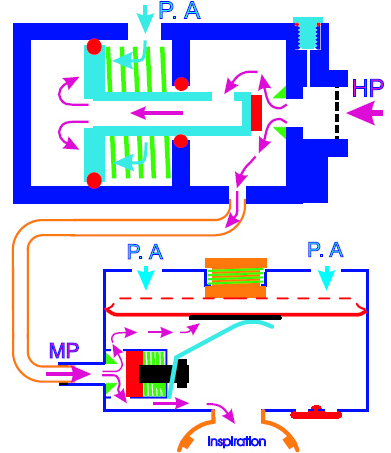 P. A
HP
P. A
P. A
MP
Inspiration